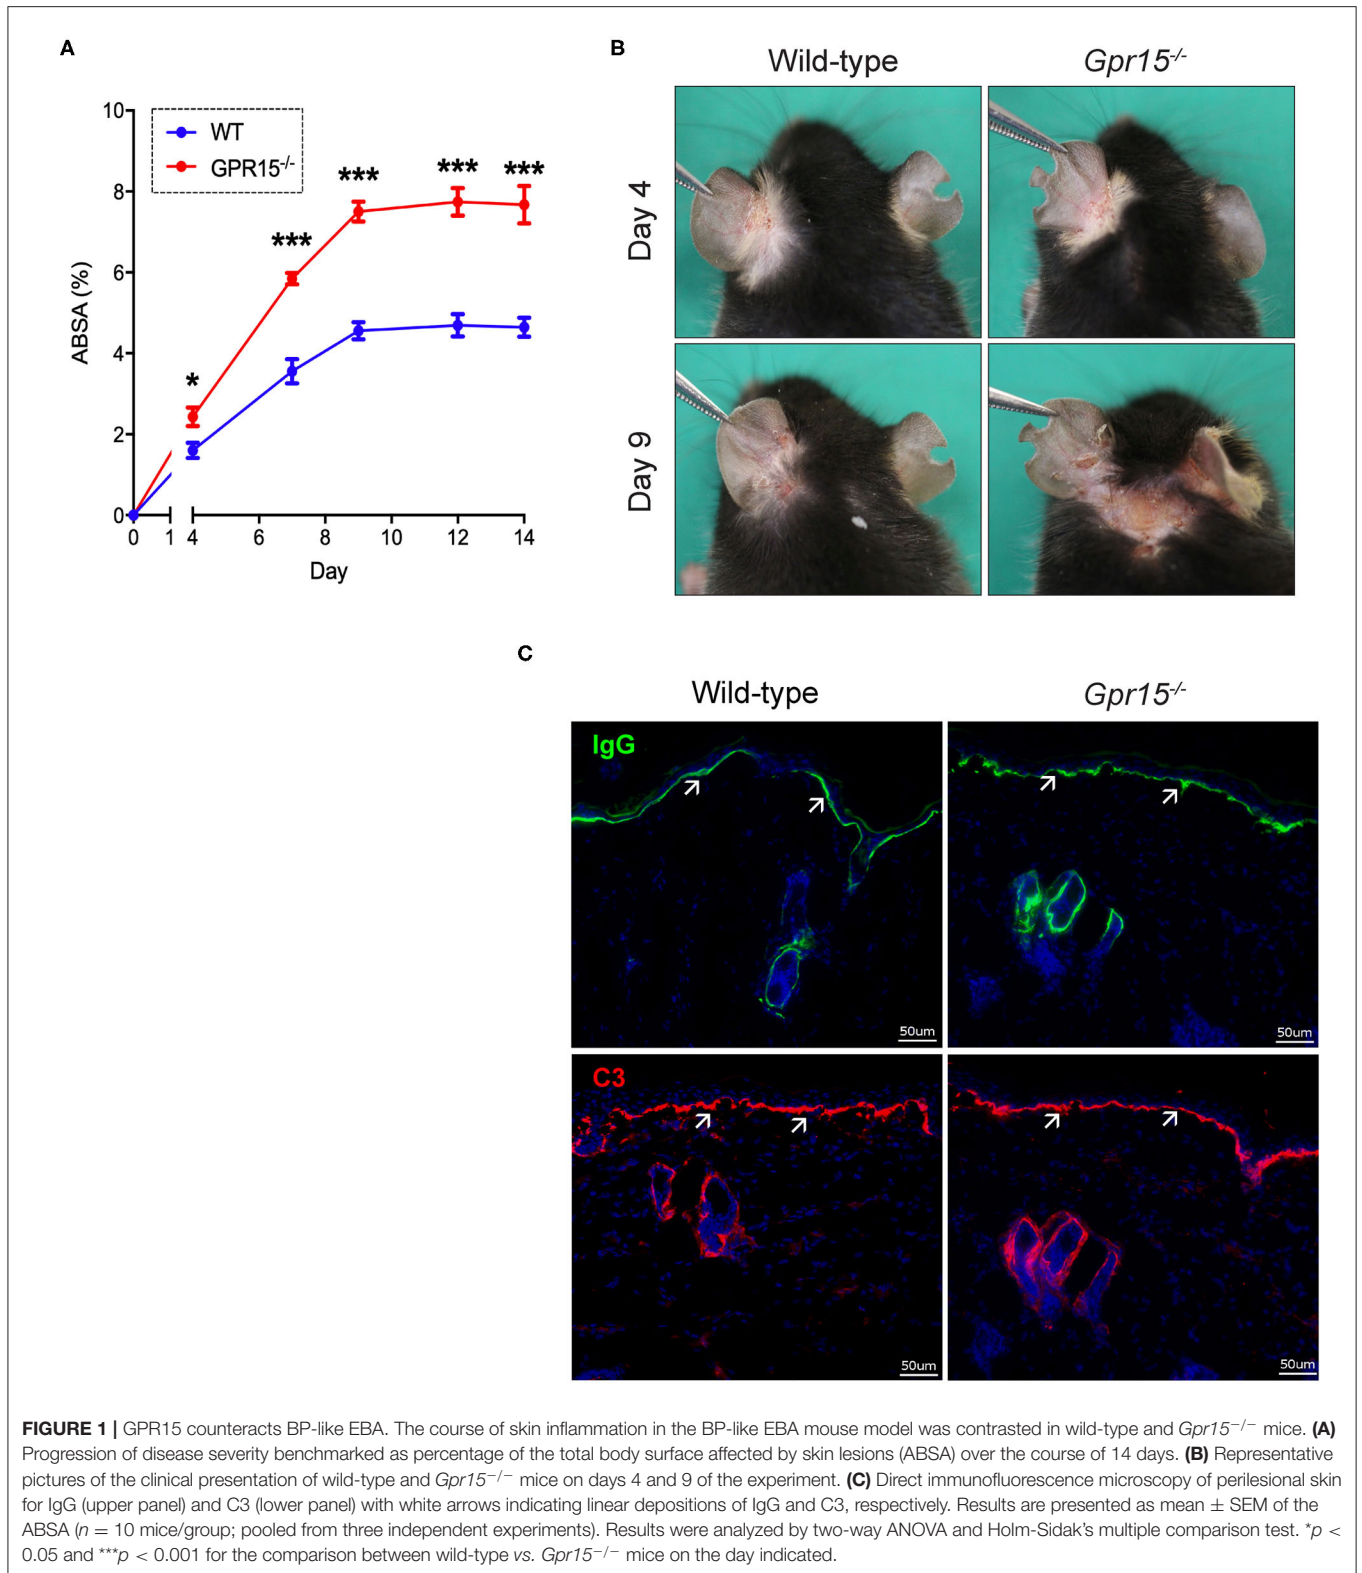 A
10
8
6
4
2
0
WT
GPR15-/-
*
***
***
***
***
ABSA (%)
0 1 4 6 8 10 12 14
Day
B
Wild-type
Gpr15-/-
Day 4
Day 9
C
Wild-type
Gpr15-/-
IgG
50um
50um
C3
50um
50um
FIGURE 1 | GPR15 counteracts BP-like EBA. The course of skin inflammation in the BP-like EBA mouse model was contrasted in wild-type and Gpr15−/− mice. (A)
Progression of disease severity benchmarked as percentage of the total body surface affected by skin lesions (ABSA) over the course of 14 days. (B) Representative
pictures of the clinical presentation of wild-type and Gpr15−/− mice on days 4 and 9 of the experiment. (C) Direct immunofluorescence microscopy of perilesional skin
for IgG (upper panel) and C3 (lower panel) with white arrows indicating linear depositions of IgG and C3, respectively. Results are presented as mean ± SEM of the
ABSA (n = 10 mice/group; pooled from three independent experiments). Results were analyzed by two-way ANOVA and Holm-Sidak's multiple comparison test. *p <
0.05 and ***p < 0.001 for the comparison between wild-type vs. Gpr15−/− mice on the day indicated.